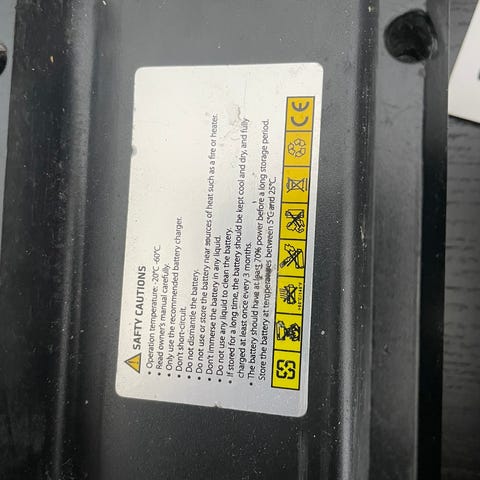 SAFTY CAUTIONS
• Operation temperature: -20°C -60°C.
• Read owner's manual carefully.
• Only use the recommended battery charger.
• Don't short-circuit.
• Do not dismantle the battery.
• Do not use or store the battery near sources of heat such as a fire or heater.
• Don't immerse the battery in any liquid.
• Do not use any liquid to clean the battery.
• If stored for a long time, the battery should be kept cool and dry, and fully
charged at least once every 3 months.
• The battery should have at least 70% power before a long storage period.
Store the battery at temperatures between 5°C and 25°C.
CE